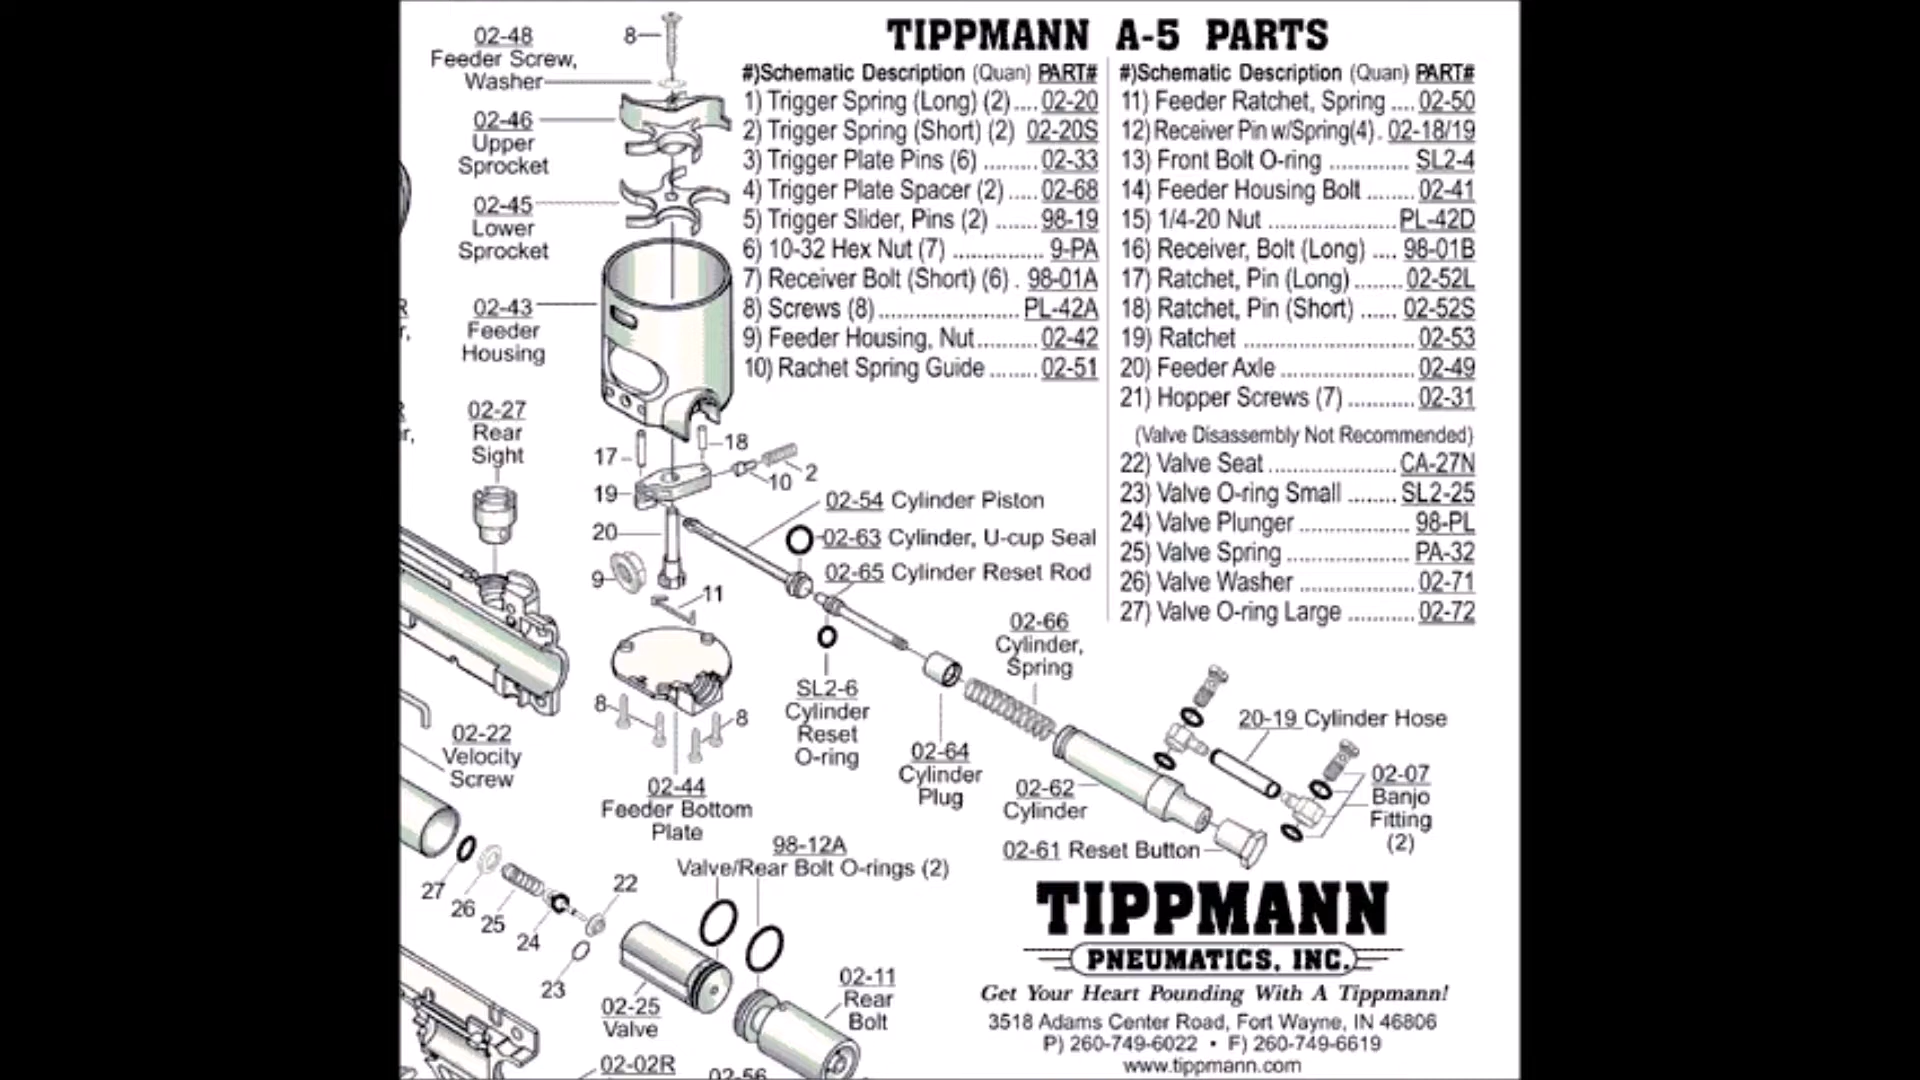 TIPPMANN A-5 PARTS
#)Schematic Description (Quan) PART#
1) Trigger Spring (Long) (2).... 02-20
2) Trigger Spring (Short) (2) 02-20S
3) Trigger Plate Pins (6) ......... 02-33
4) Trigger Plate Spacer (2) ..... 02-68
5) Trigger Slider, Pins (2) ....... 98-19
6) 10-32 Hex Nut (7) ............... 9-PA
7) Receiver Bolt (Short) (6) . 98-01A
8) Screws (8) ....................... PL-42A
9) Feeder Housing, Nut.......... 02-42
10) Rachet Spring Guide ........ 02-51
#)Schematic Description (Quan) PART#
11) Feeder Ratchet, Spring .... 02-50
12) Receiver Pin w/Spring(4) . 02-18/19
13) Front Bolt O-ring ............. SL2-4
14) Feeder Housing Bolt ........ 02-41
15) 1/4-20 Nut ..................... PL-42D
16) Receiver, Bolt (Long) .... 98-01B
17) Ratchet, Pin (Long) ........ 02-52L
18) Ratchet, Pin (Short) ...... 02-52S
19) Ratchet ............................ 02-53
20) Feeder Axle ....................... 02-49
21) Hopper Screws (7) ............ 02-31
(Valve Disassembly Not Recommended)
22) Valve Seat ..................... CA-27N
23) Valve O-ring Small ........ SL2-25
24) Valve Plunger .................. 98-PL
25) Valve Spring .................... PA-32
26) Valve Washer ................... 02-71
27) Valve O-ring Large ........... 02-72
02-48
Feeder Screw,
Washer
8
02-46
Upper
Sprocket
02-45
Lower
Sprocket
02-43
Feeder
Housing
R
r,
r,
02-27
Rear
Sight
17
18
19
10
2
20
9
11
02-54 Cylinder Piston
02-63 Cylinder, U-cup Seal
02-65 Cylinder Reset Rod
02-66
Cylinder,
Spring
SL2-6
Cylinder
Reset
O-ring
8
8
02-22
Velocity
Screw
02-44
Feeder Bottom
Plate
02-64
Cylinder
Plug
02-62
Cylinder
20-19 Cylinder Hose
02-07
Banjo
Fitting
(2)
02-61 Reset Button
98-12A
Valve/Rear Bolt O-rings (2)
27
26
25
24
22
23
02-25
Valve
02-11
Rear
Bolt
02-02R
02-56
TIPPMANN
PNEUMATICS, INC.
Get Your Heart Pounding With A Tippmann!
3518 Adams Center Road, Fort Wayne, IN 46806
P) 260-749-6022 • F) 260-749-6619
www.tippmann.com